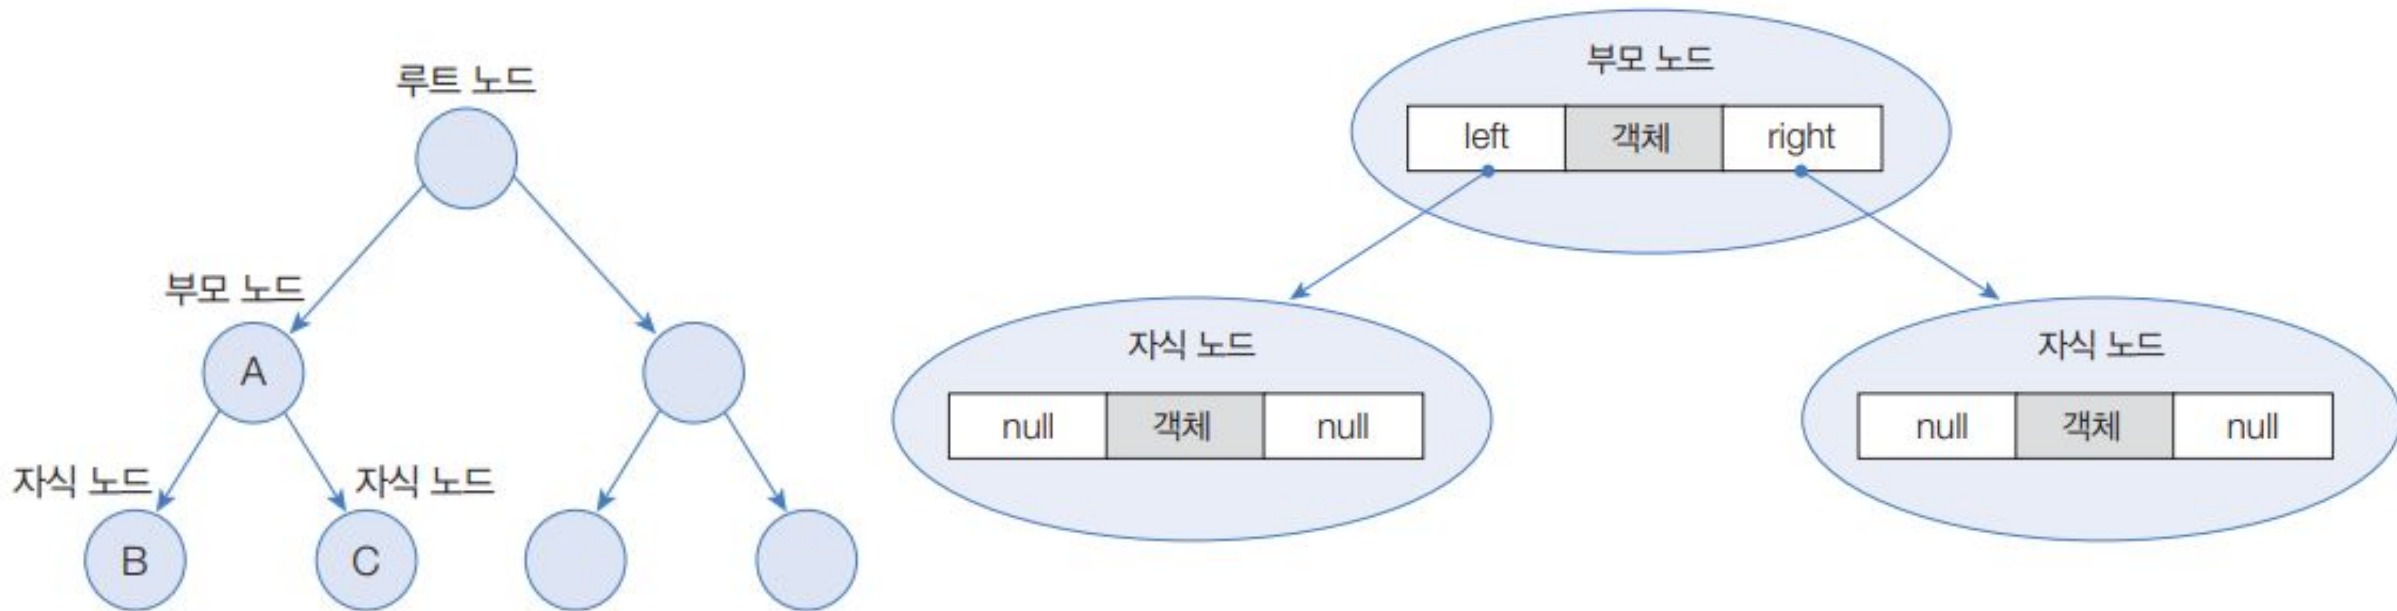 루트 노드
부모 노드
A
자식 노드
자식 노드
B
C
부모 노드
left
객체
right
자식 노드
null
객체
null
자식 노드
null
객체
null